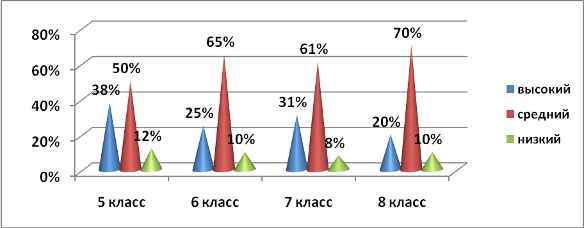 80%
60%
40%
20%
0%
38% 50% 12%
25% 65% 10%
31% 61% 8%
20% 70% 10%
5 класс 6 класс 7 класс 8 класс
высокий
средний
низкий